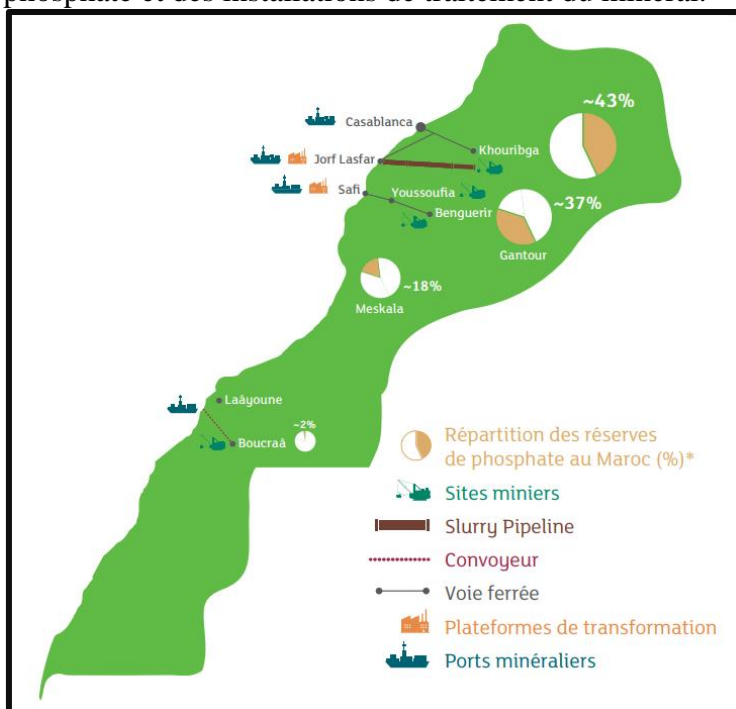 phosphate et des installations de traitement du minéral.
~43%
Casablanca
Khouribga
Jorf Lasfar
Safi
Youssoufia
~37%
Benguerir
Gantour
~18%
Meskala
Laâyoune
~2%
Boucraâ
Répartition des réserves
de phosphate au Maroc (%)*
Sites miniers
Slurry Pipeline
Convoyeur
Voie ferrée
Plateformes de transformation
Ports minéraliers